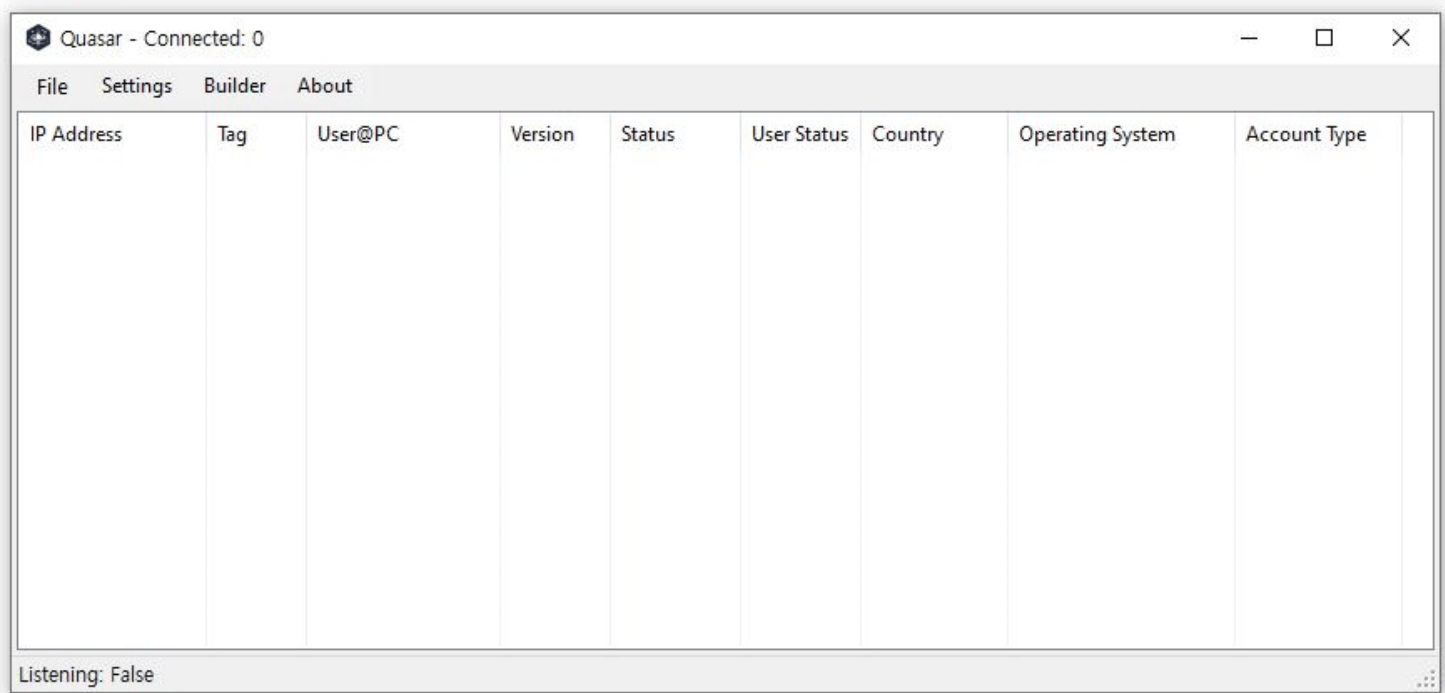 Quasar - Connected: 0
File Settings Builder About
IP Address Tag User@PC Version Status User Status Country Operating System Account Type
Listening: False